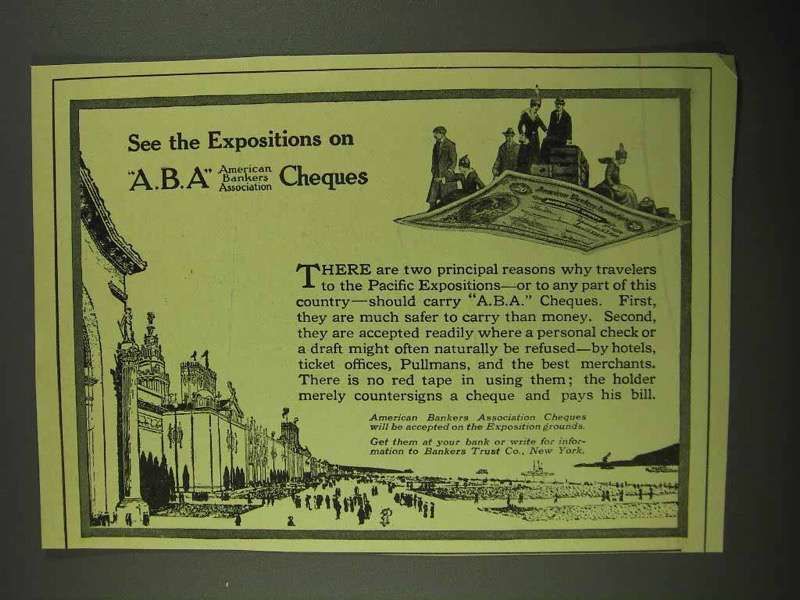 See the Expositions on
"A.B.A" American Bankers Association Cheques
THERE are two principal reasons why travelers
to the Pacific Expositions—or to any part of this
country—should carry "A.B.A." Cheques. First,
they are much safer to carry than money. Second,
they are accepted readily where a personal check or
a draft might often naturally be refused—by hotels,
ticket offices, Pullmans, and the best merchants.
There is no red tape in using them; the holder
merely countersigns a cheque and pays his bill.
American Bankers Association Cheques
will be accepted on the Exposition grounds.
Get them at your bank or write for infor-
mation to Bankers Trust Co., New York.